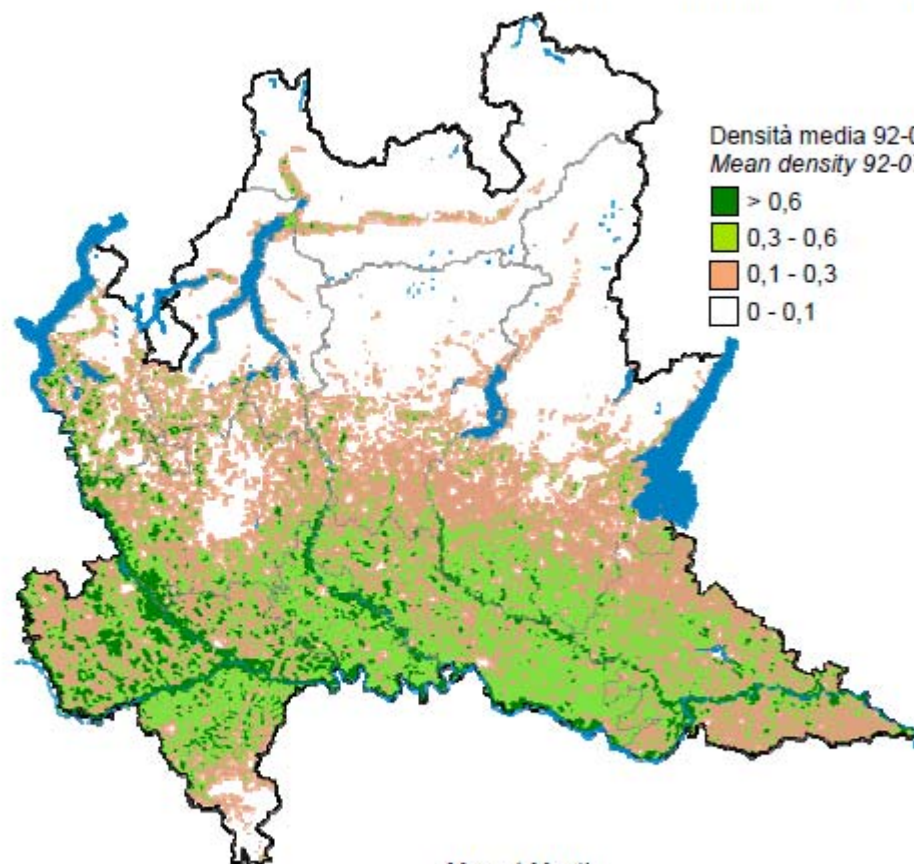 Densità media 92-0
Mean density 92-0
> 0,6
0,3 - 0,6
0,1 - 0,3
0 - 0,1